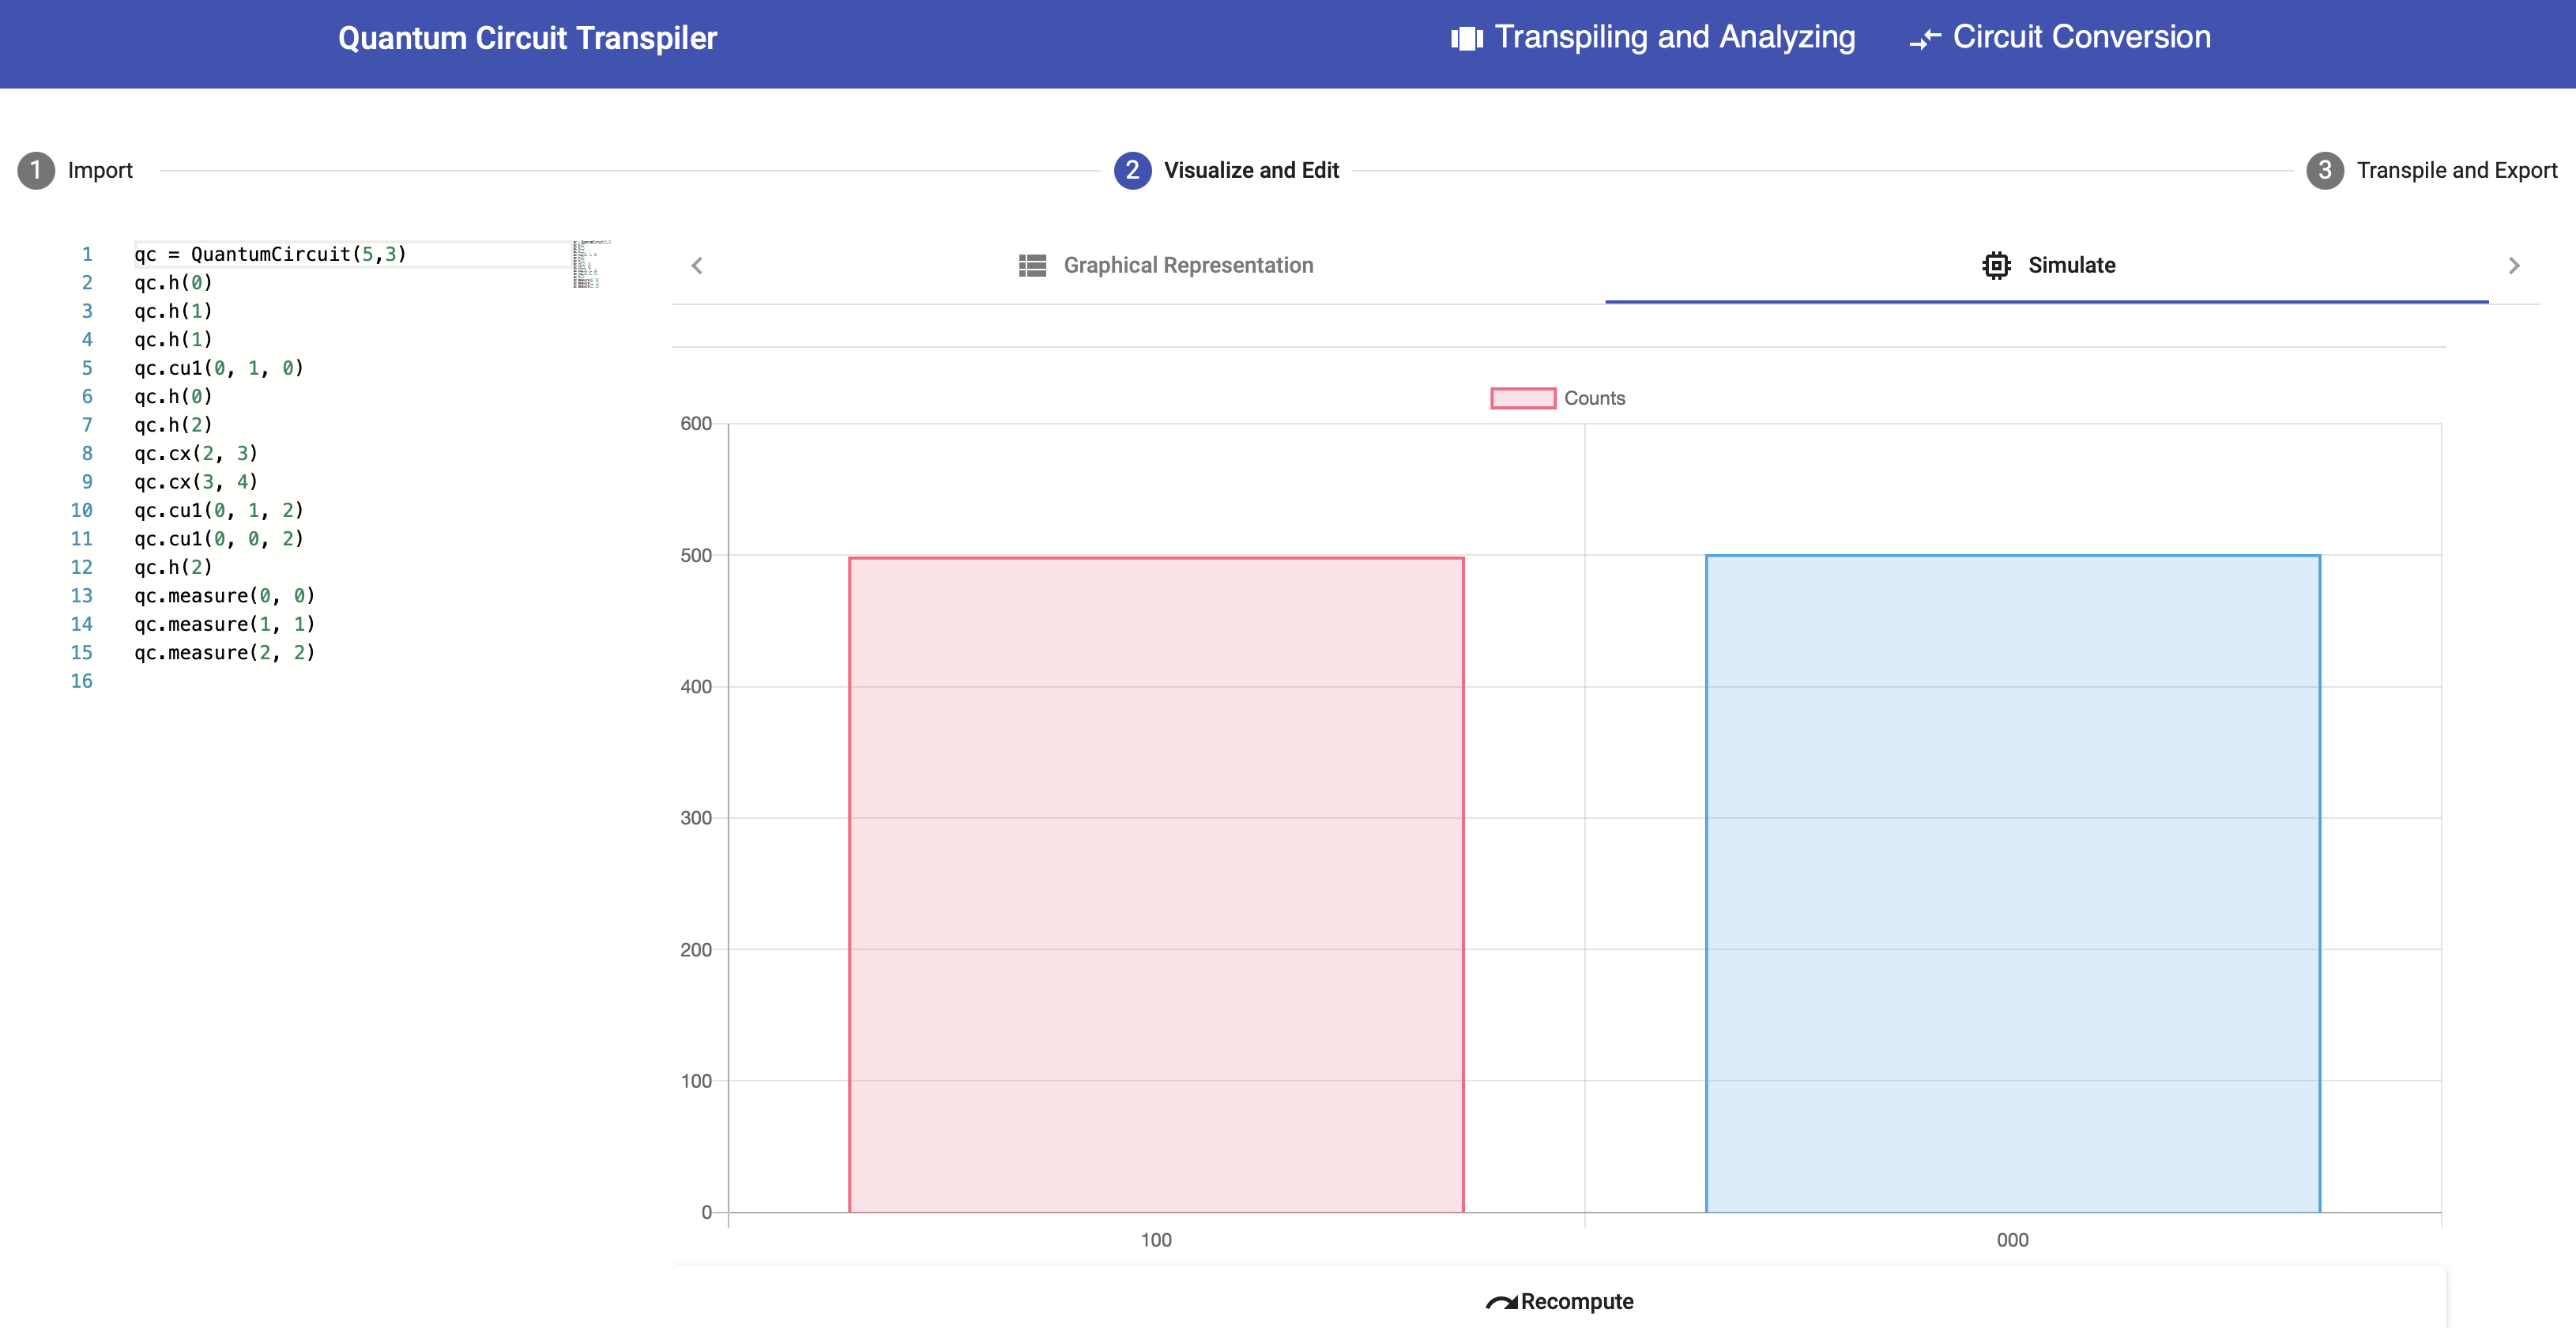 Quantum Circuit Transpiler
Transpiling and Analyzing
Circuit Conversion
1 Import
2 Visualize and Edit
3 Transpile and Export
1 qc = QuantumCircuit(5,3)
2 qc.h(0)
3 qc.h(1)
4 qc.h(1)
5 qc.cu1(0, 1, 0)
6 qc.h(0)
7 qc.h(2)
8 qc.cx(2, 3)
9 qc.cx(3, 4)
10 qc.cu1(0, 1, 2)
11 qc.cu1(0, 0, 2)
12 qc.h(2)
13 qc.measure(0, 0)
14 qc.measure(1, 1)
15 qc.measure(2, 2)
16
Graphical Representation
Simulate
Counts
600
500
400
300
200
100
0
100
000
Recompute